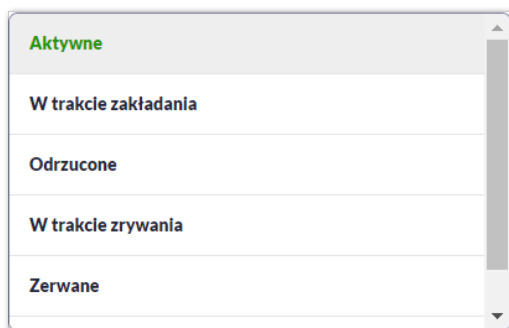 Aktywne
W trakcie zakładania
Odrzucone
W trakcie zrywania
Zerwane